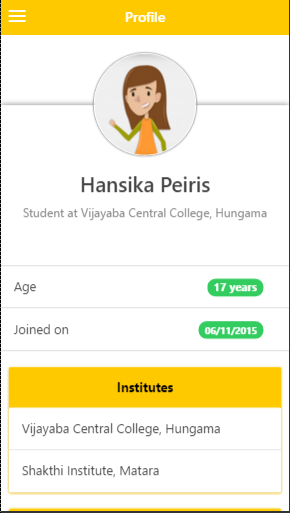 Profile
Hansika Peiris
Student at Vijayaba Central College, Hungama
Age
17 years
Joined on
06/11/2015
Institutes
Vijayaba Central College, Hungama
Shakthi Institute, Matara